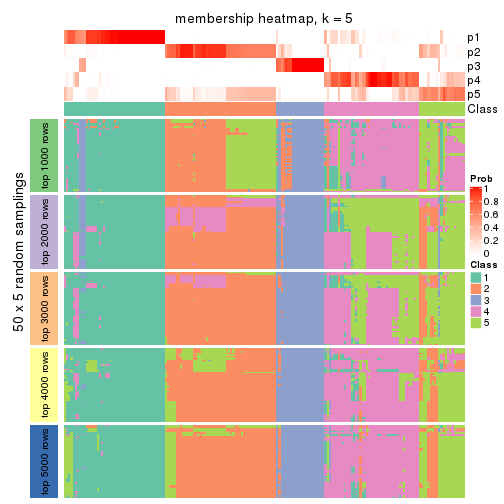 membership heatmap, k = 5
p1
p2
p3
p4
p5
Class
50 x 5 random samplings
top 1000 rows
top 2000 rows
top 3000 rows
top 4000 rows
top 5000 rows
Prob
1
0.8
0.6
0.4
0.2
0
Class
1
2
3
4
5